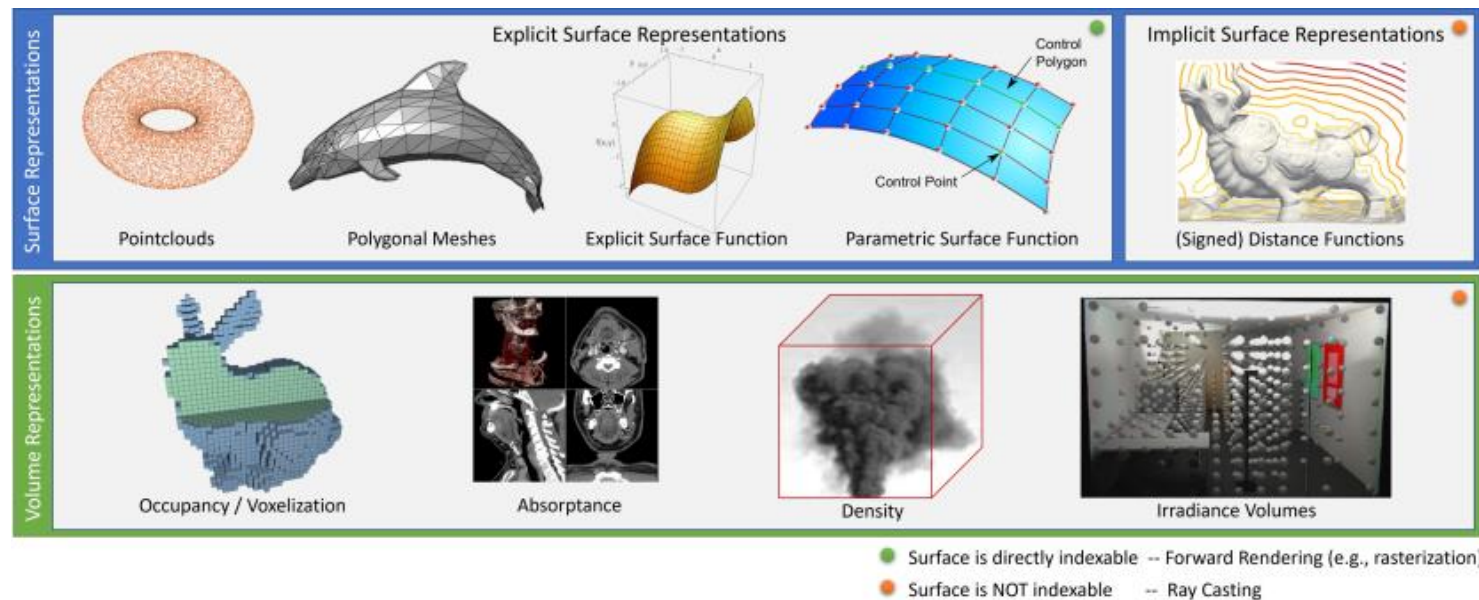 Surface Representations
Explicit Surface Representations
Control
Polygon
Control Point
Pointclouds
Polygonal Meshes
Explicit Surface Function
Parametric Surface Function
Implicit Surface Representations
(Signed) Distance Functions
Volume Representations
Occupancy / Voxelization
Absorptance
Density
Irradiance Volumes
Surface is directly indexable -- Forward Rendering (e.g., rasterization)
Surface is NOT indexable -- Ray Casting